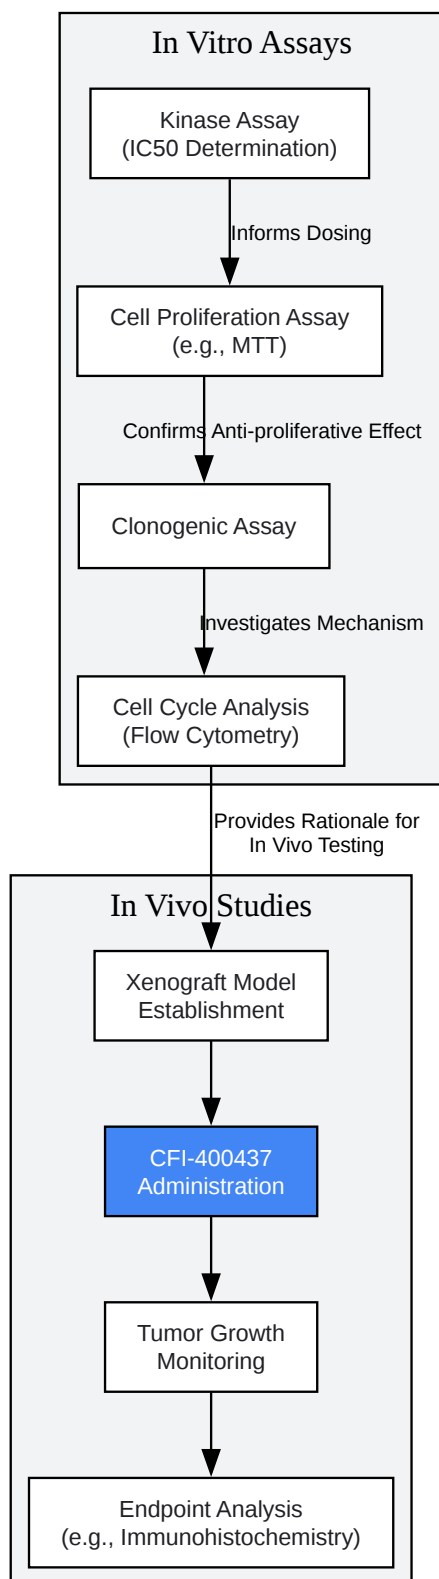 In Vitro Assays
Kinase Assay
(IC50 Determination)
Informs Dosing
Cell Proliferation Assay
(e.g., MTT)
Confirms Anti-proliferative Effect
Clonogenic Assay
Investigates Mechanism
Cell Cycle Analysis
(Flow Cytometry)
Provides Rationale for
In Vivo Testing
In Vivo Studies
Xenograft Model
Establishment
CFI-400437
Administration
Tumor Growth
Monitoring
Endpoint Analysis
(e.g., Immunohistochemistry)